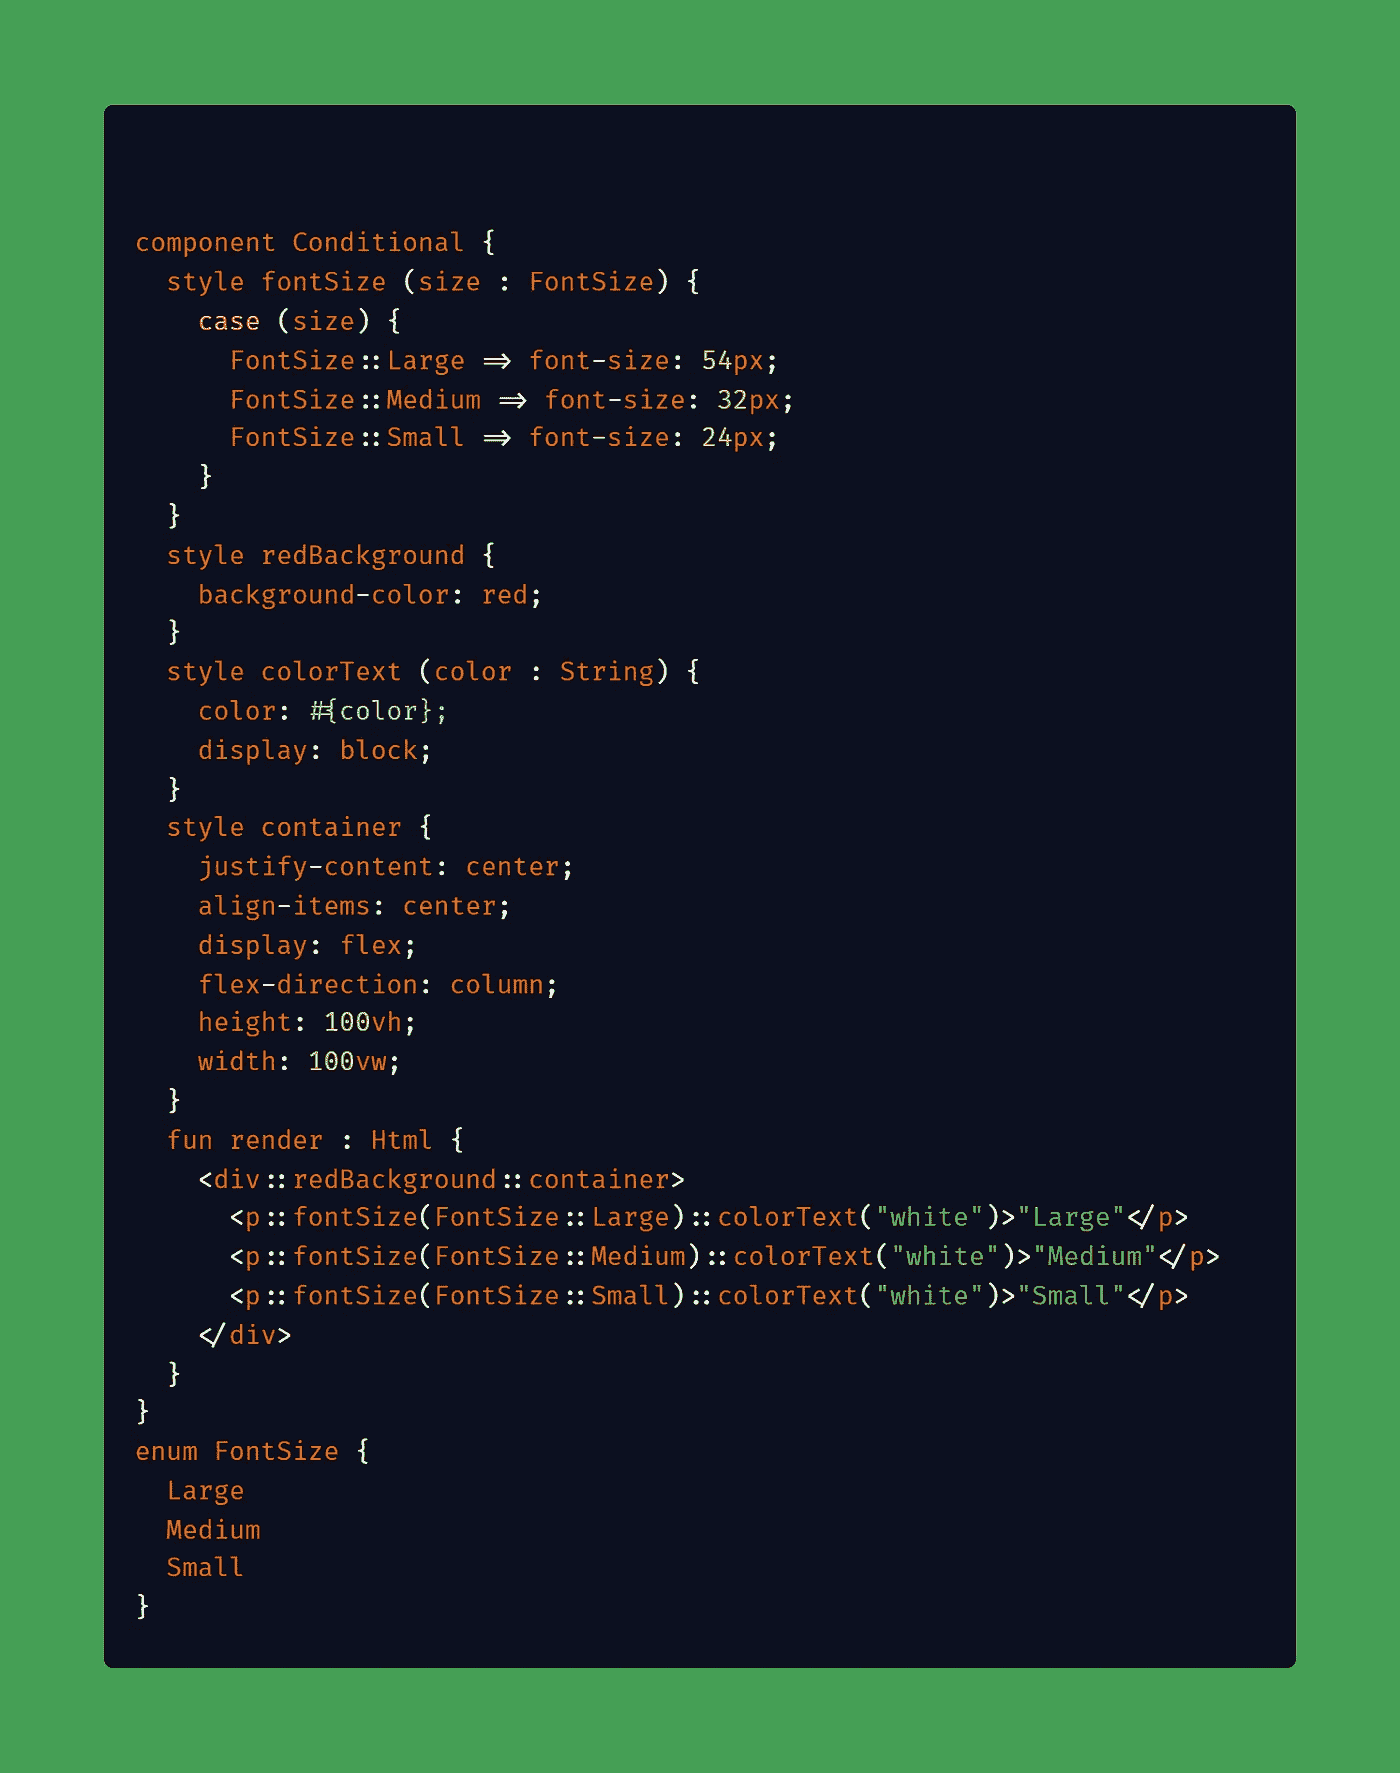 component Conditional {
  style fontSize (size : FontSize) {
    case (size) {
      FontSize::Large => font-size: 54px;
      FontSize::Medium => font-size: 32px;
      FontSize::Small => font-size: 24px;
    }
  }
  style redBackground {
    background-color: red;
  }
  style colorText (color : String) {
    color: #{color};
    display: block;
  }
  style container {
    justify-content: center;
    align-items: center;
    display: flex;
    flex-direction: column;
    height: 100vh;
    width: 100vw;
  }
  fun render : Html {
    <div::redBackground::container>
      <p::fontSize(FontSize::Large)::colorText("white")>"Large"</p>
      <p::fontSize(FontSize::Medium)::colorText("white")>"Medium"</p>
      <p::fontSize(FontSize::Small)::colorText("white")>"Small"</p>
    </div>
  }
}
enum FontSize {
  Large
  Medium
  Small
}